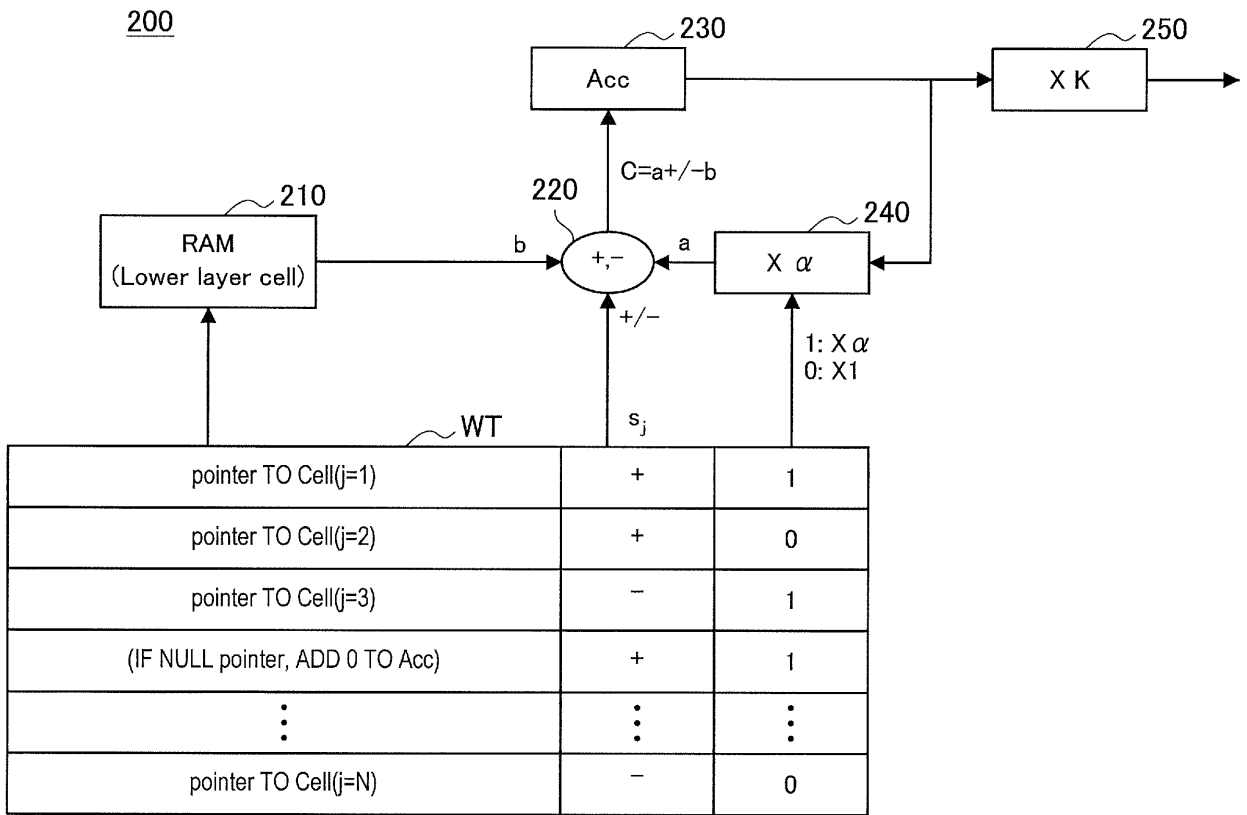 200
230
250
Acc
X K
C=a+/-b
210
220
240
RAM
(Lower layer cell)
b
+,-
a
X α
+/-
1: X α
0: X1
WT
sj
pointer TO Cell(j=1) + 1
pointer TO Cell(j=2) + 0
pointer TO Cell(j=3) − 1
(IF NULL pointer, ADD 0 TO Acc) + 1
⋮ ⋮ ⋮
pointer TO Cell(j=N) − 0